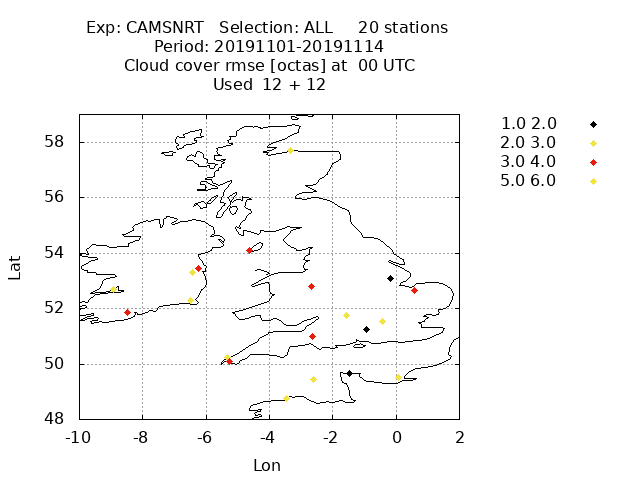 Exp: CAMSNRT   Selection: ALL     20 stations
Period: 20191101-20191114
Cloud cover rmse [octas] at  00 UTC
Used  12 + 12
1.0 2.0
2.0 3.0
3.0 4.0
5.0 6.0
58
56
54
52
50
48
Lat
-10 -8 -6 -4 -2 0 2
Lon